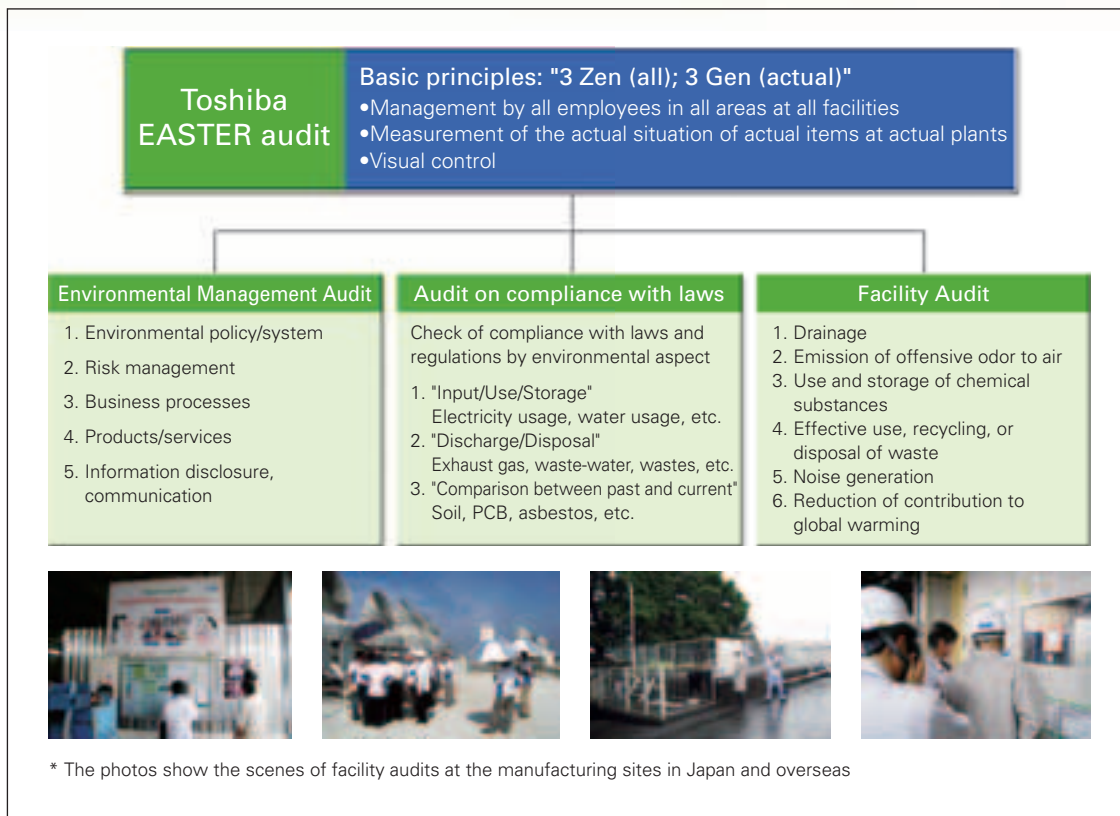 Toshiba
EASTER audit
Basic principles: "3 Zen (all); 3 Gen (actual)"
•Management by all employees in all areas at all facilities
•Measurement of the actual situation of actual items at actual plants
•Visual control
Environmental Management Audit
1. Environmental policy/system
2. Risk management
3. Business processes
4. Products/services
5. Information disclosure,
communication
Audit on compliance with laws
Check of compliance with laws and
regulations by environmental aspect
1. "Input/Use/Storage"
Electricity usage, water usage, etc.
2. "Discharge/Disposal"
Exhaust gas, waste-water, wastes, etc.
3. "Comparison between past and current"
Soil, PCB, asbestos, etc.
Facility Audit
1. Drainage
2. Emission of offensive odor to air
3. Use and storage of chemical
substances
4. Effective use, recycling, or
disposal of waste
5. Noise generation
6. Reduction of contribution to
global warming
* The photos show the scenes of facility audits at the manufacturing sites in Japan and overseas